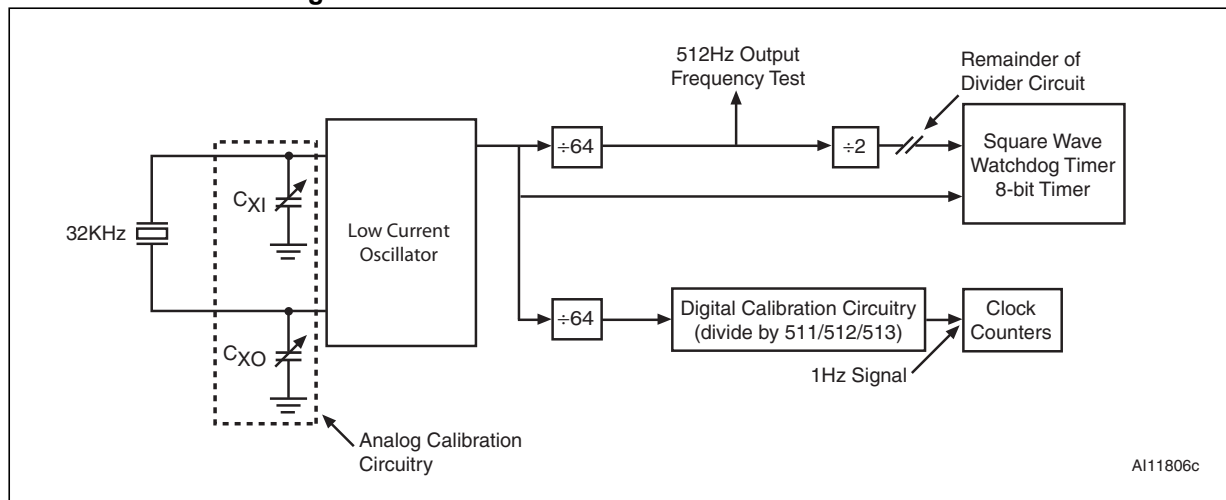 512Hz Output
Frequency Test
Remainder of
Divider Circuit
÷64
÷2
Square Wave
Watchdog Timer
8-bit Timer
CXI
32KHz
Low Current
Oscillator
CXO
÷64
Digital Calibration Circuitry
(divide by 511/512/513)
Clock
Counters
1Hz Signal
Analog Calibration
Circuitry
AI11806c